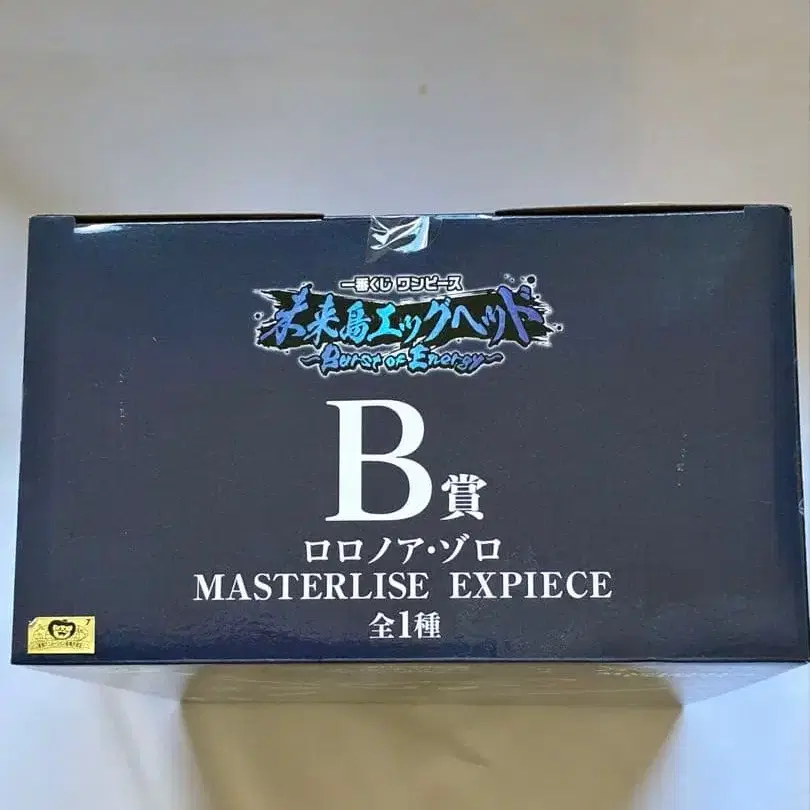 一番くじ ワンピース
未来島エッグヘッド
～Burst of Energy～
B賞
ロロノア・ゾロ
MASTERLISE EXPIECE
全1種
7